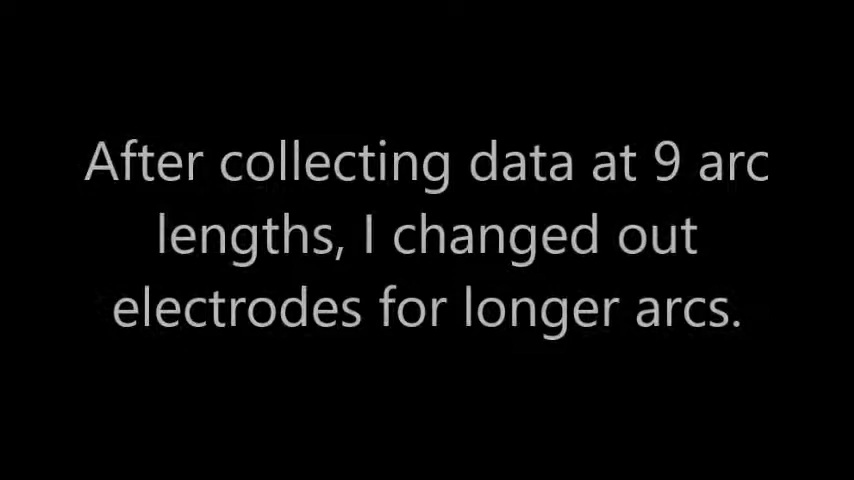 After collecting data at 9 arc
lengths, I changed out
electrodes for longer arcs.